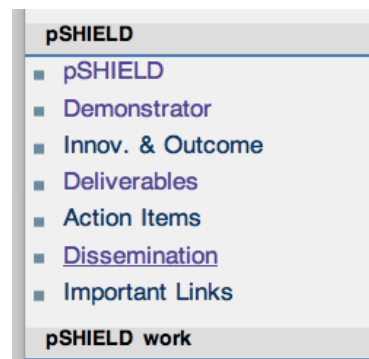 pSHIELD
pSHIELD
Demonstrator
Innov. & Outcome
Deliverables
Action Items
Dissemination
Important Links
pSHIELD work